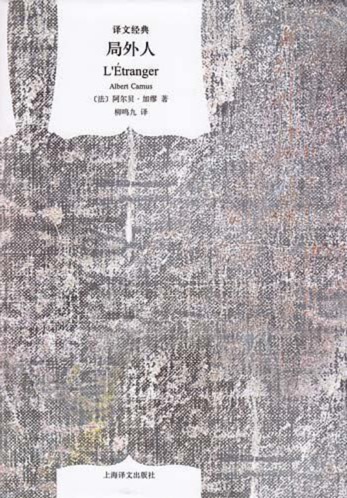 译文经典
局外人
L'Étranger
Albert Camus
（法）阿尔贝·加缪 著
柳鸣九 译
上海译文出版社